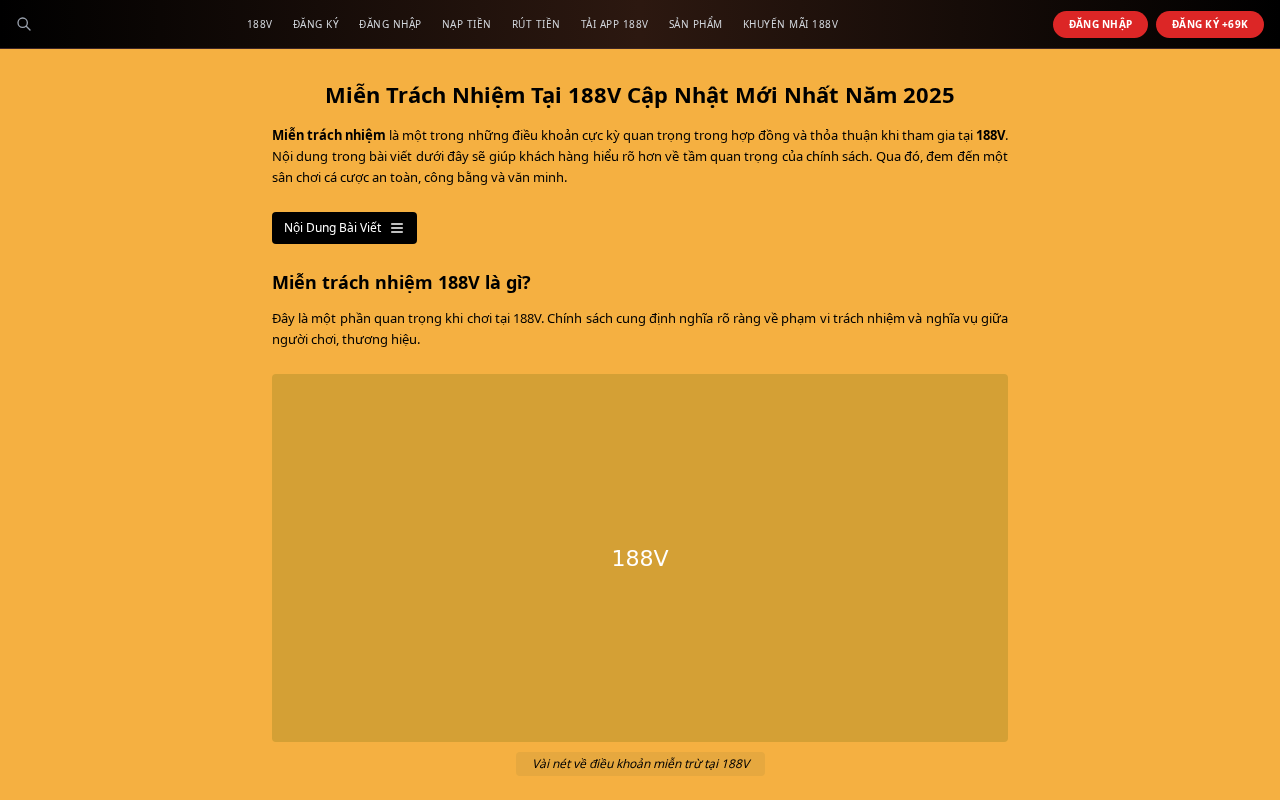 188V ĐĂNG KÝ ĐĂNG NHẬP NẠP TIỀN RÚT TIỀN TẢI APP 188V SẢN PHẨM KHUYẾN MÃI 188V ĐĂNG NHẬP ĐĂNG KÝ +69K
Miễn Trách Nhiệm Tại 188V Cập Nhật Mới Nhất Năm 2025
Miễn trách nhiệm là một trong những điều khoản cực kỳ quan trọng trong hợp đồng và thỏa thuận khi tham gia tại 188V.
Nội dung trong bài viết dưới đây sẽ giúp khách hàng hiểu rõ hơn về tầm quan trọng của chính sách. Qua đó, đem đến một
sân chơi cá cược an toàn, công bằng và văn minh.
Nội Dung Bài Viết
Miễn trách nhiệm 188V là gì?
Đây là một phần quan trọng khi chơi tại 188V. Chính sách cung định nghĩa rõ ràng về phạm vi trách nhiệm và nghĩa vụ giữa
người chơi, thương hiệu.
188V
Vài nét về điều khoản miễn trừ tại 188V